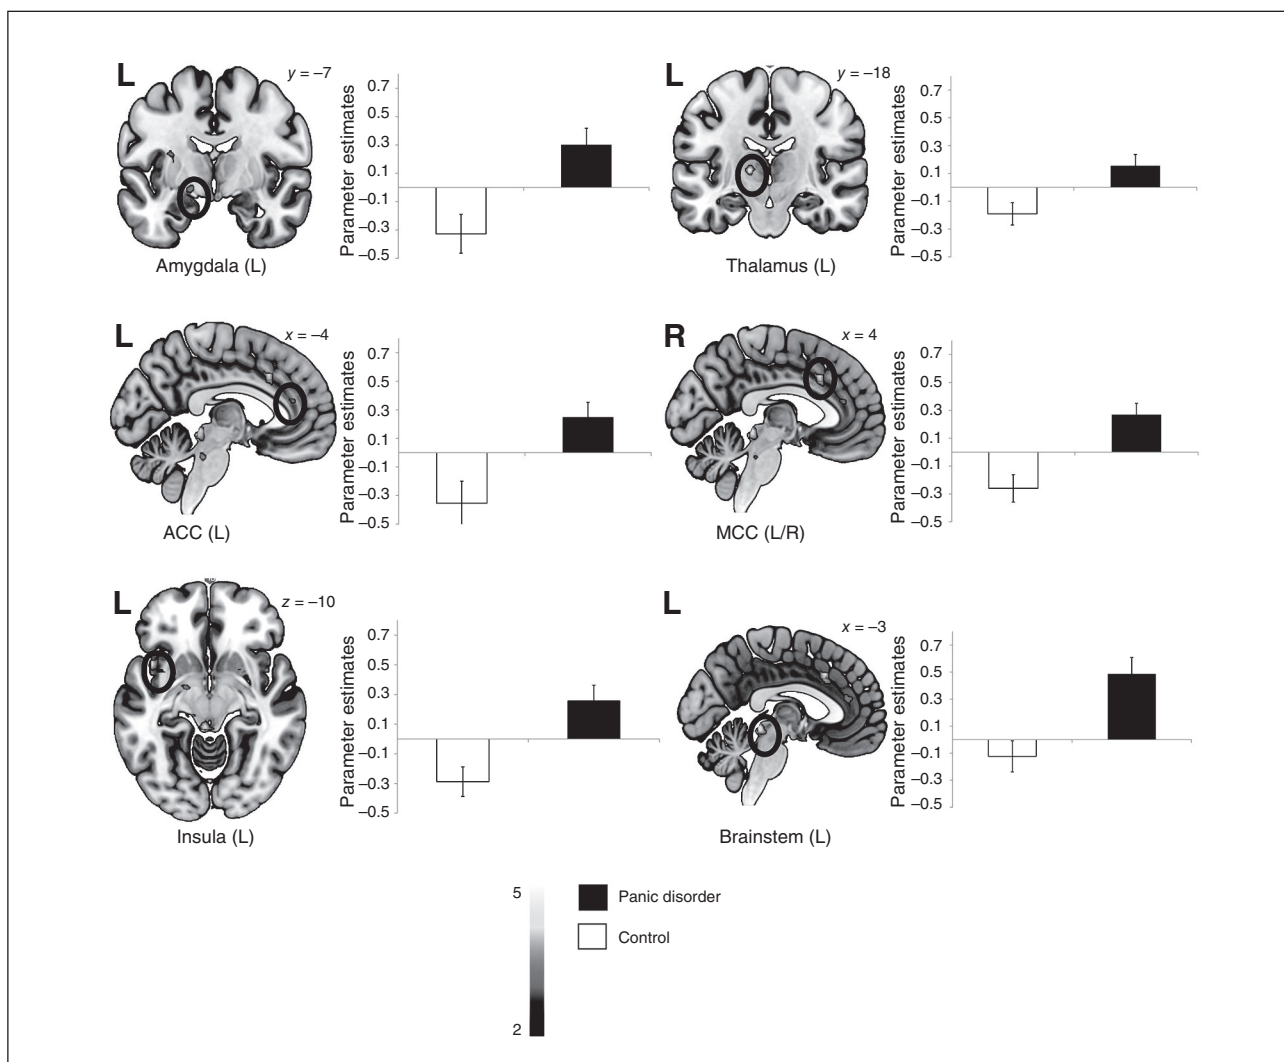 L
y = –7
Parameter estimates
0.7
0.5
0.3
0.1
–0.1
–0.3
–0.5
Amygdala (L)
L
y = –18
Parameter estimates
0.7
0.5
0.3
0.1
–0.1
–0.3
–0.5
Thalamus (L)
L
x = –4
Parameter estimates
0.7
0.5
0.3
0.1
–0.1
–0.3
–0.5
ACC (L)
R
x = 4
Parameter estimates
0.7
0.5
0.3
0.1
–0.1
–0.3
–0.5
MCC (L/R)
L
z = –10
Parameter estimates
0.7
0.5
0.3
0.1
–0.1
–0.3
–0.5
Insula (L)
L
x = –3
Parameter estimates
0.7
0.5
0.3
0.1
–0.1
–0.3
–0.5
Brainstem (L)
5
2
Panic disorder
Control